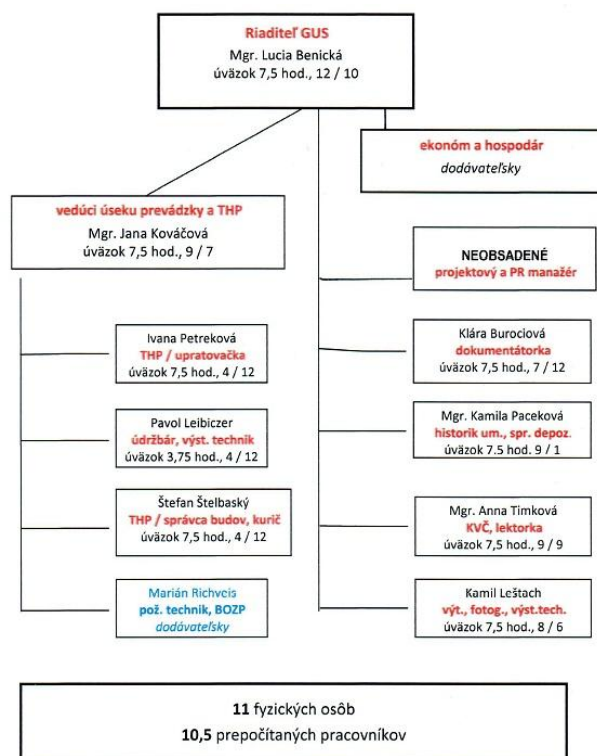 Riaditeľ GUS
Mgr. Lucia Benická
úväzok 7,5 hod., 12 / 10
ekonóm a hospodár
dodávateľsky
vedúci úseku prevádzky a THP
Mgr. Jana Kováčová
úväzok 7,5 hod., 9 / 7
NEOBSADENÉ
projektový a PR manažér
Ivana Petreková
THP / upratovačka
úväzok 7,5 hod., 4 / 12
Klára Burociová
dokumentátorka
úväzok 7,5 hod., 7 / 12
Pavol Leibiczer
údržbár, výst. technik
úväzok 3,75 hod., 4 / 12
Mgr. Kamila Paceková
historik um., spr. depoz.
úväzok 7.5 hod. 9 / 1
Štefan Štelbaský
THP / správca budov, kurič
úväzok 7,5 hod., 4 / 12
Mgr. Anna Timková
KVČ, lektorka
úväzok 7,5 hod., 9 / 9
Marián Richveis
pož. technik, BOZP
dodávateľsky
Kamil Leštach
výt., fotog., výst.tech.
úväzok 7,5 hod., 8 / 6
11 fyzických osôb
10,5 prepočítaných pracovníkov